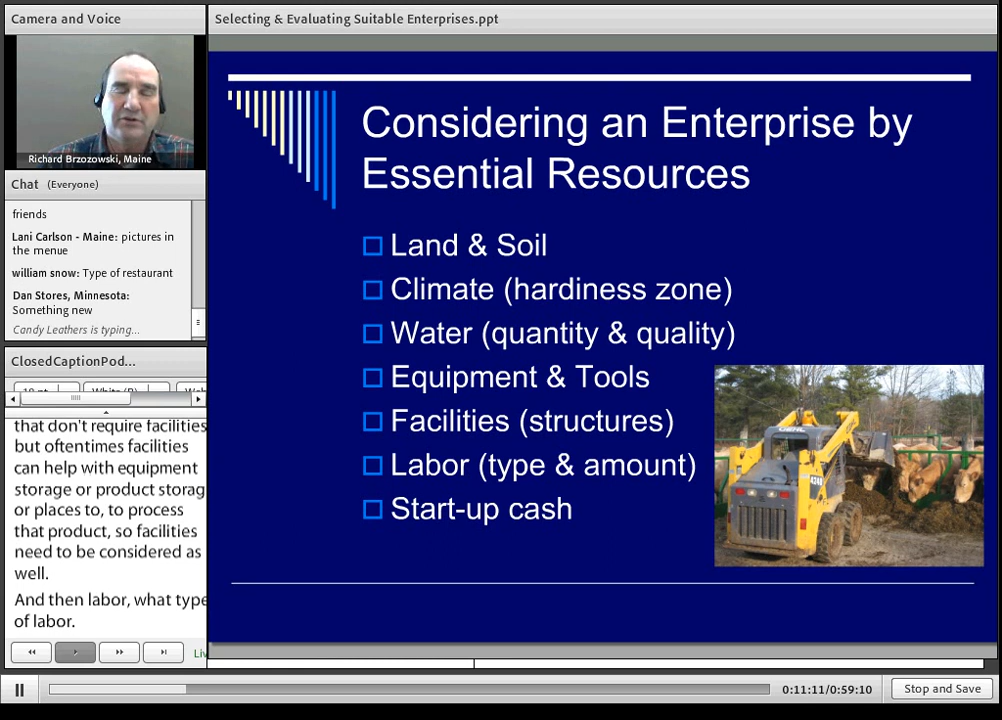 Camera and Voice
Richard Brzozowski, Maine
Chat (Everyone)
friends
Lani Carlson - Maine: pictures in
the menue
william snow: Type of restaurant
Dan Stores, Minnesota:
Something new
Candy Leathers is typing...
ClosedCaptionPod...
that don't require facilities
but oftentimes facilities
can help with equipment
storage or product storag
or places to, to process
that product, so facilities
need to be considered as
well.
And then labor, what type
of labor.
Liv
Selecting & Evaluating Suitable Enterprises.ppt
Considering an Enterprise by
Essential Resources
Land & Soil
Climate (hardiness zone)
Water (quantity & quality)
Equipment & Tools
Facilities (structures)
Labor (type & amount)
Start-up cash
0:11:11/0:59:10
Stop and Save